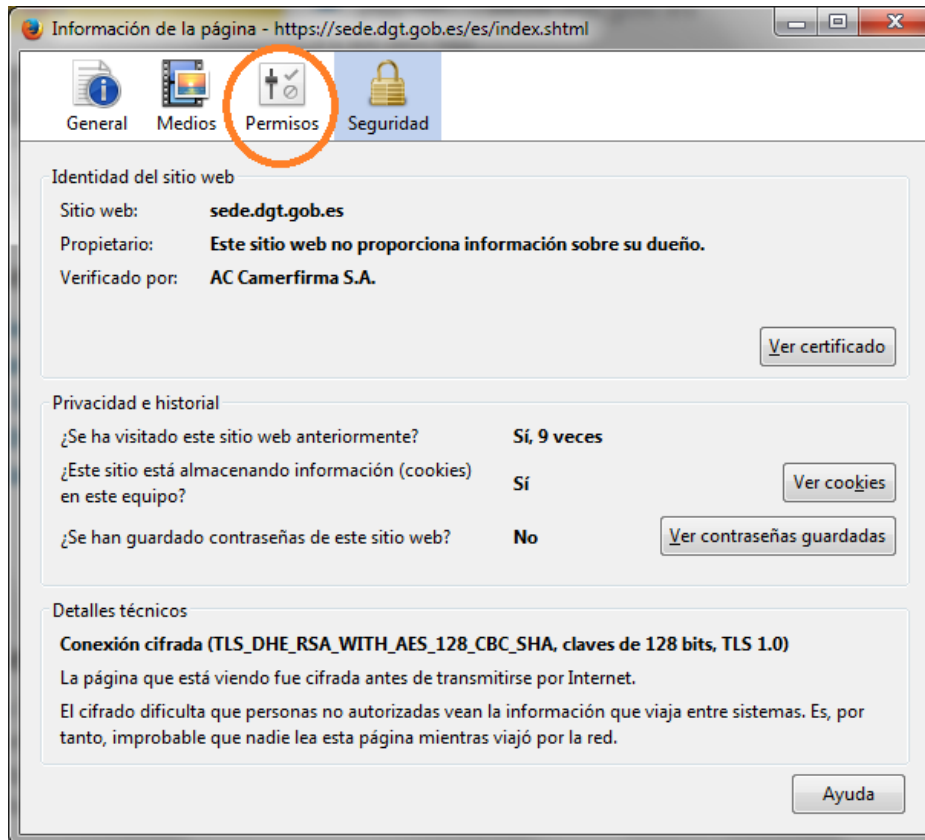 Información de la página - https://sede.dgt.gob.es/es/index.shtml
General Medios Permisos Seguridad
Identidad del sitio web
Sitio web: sede.dgt.gob.es
Propietario: Este sitio web no proporciona información sobre su dueño.
Verificado por: AC Camerfirma S.A.
Ver certificado
Privacidad e historial
¿Se ha visitado este sitio web anteriormente? Sí, 9 veces
¿Este sitio está almacenando información (cookies)
en este equipo? Sí Ver cookies
¿Se han guardado contraseñas de este sitio web? No Ver contraseñas guardadas
Detalles técnicos
Conexión cifrada (TLS_DHE_RSA_WITH_AES_128_CBC_SHA, claves de 128 bits, TLS 1.0)
La página que está viendo fue cifrada antes de transmitirse por Internet.
El cifrado dificulta que personas no autorizadas vean la información que viaja entre sistemas. Es, por
tanto, improbable que nadie lea esta página mientras viajó por la red.
Ayuda